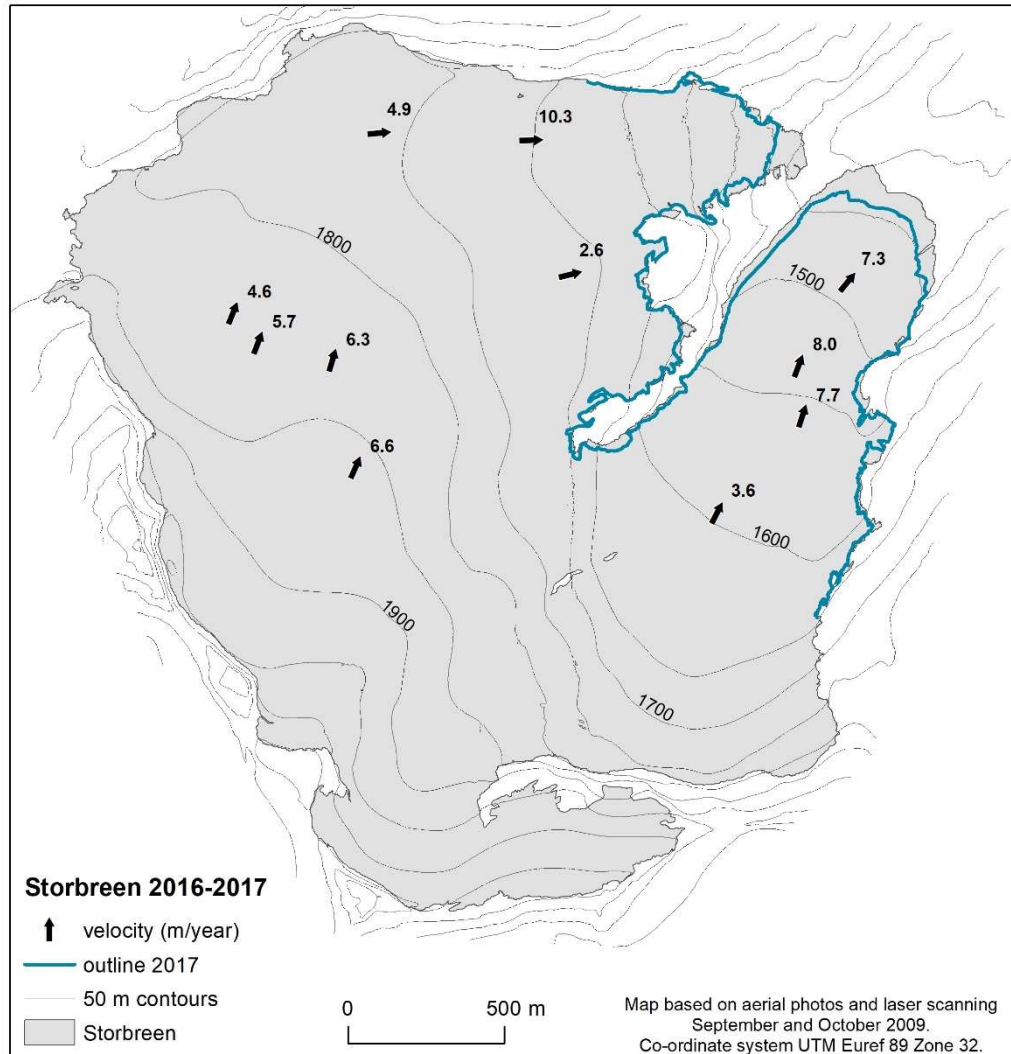 4.9
10.3
1800
2.6
7.3
1500
4.6
5.7
6.3
8.0
7.7
6.6
3.6
1600
1900
1700
Storbreen 2016-2017
velocity (m/year)
outline 2017
50 m contours
Storbreen
0 500 m
Map based on aerial photos and laser scanning
September and October 2009.
Co-ordinate system UTM Euref 89 Zone 32.